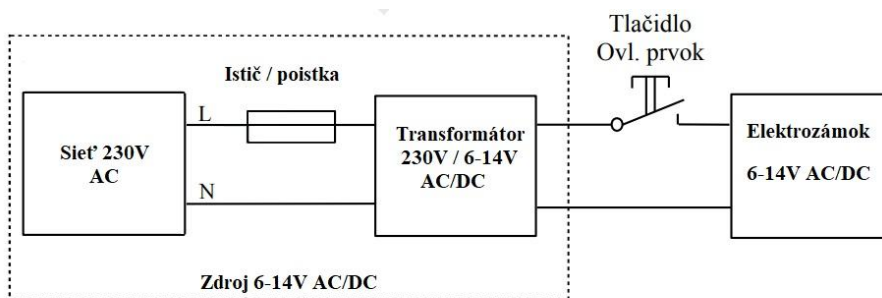 Tlačidlo
Ovl. prvok
Istič / poistka
L
Sieť 230V
AC
Transformátor
230V / 6-14V
AC/DC
Elektrozámok
6-14V AC/DC
N
Zdroj 6-14V AC/DC